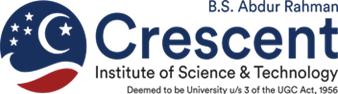 B.S. Abdur Rahman
Crescent
Institute of Science & Technology
Deemed to be University u/s 3 of the UGC Act, 1956